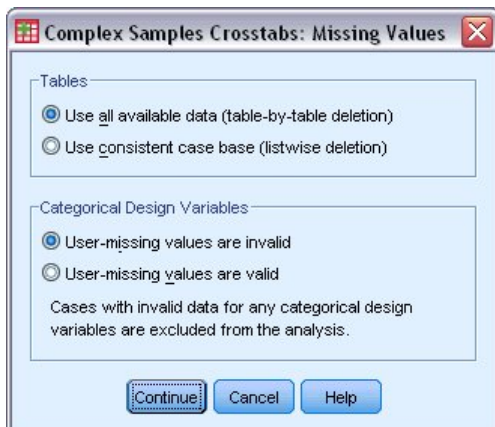 Complex Samples Crosstabs: Missing Values
Tables
Use all available data (table-by-table deletion)
Use consistent case base (listwise deletion)
Categorical Design Variables
User-missing values are invalid
User-missing values are valid
Cases with invalid data for any categorical design
variables are excluded from the analysis.
Continue Cancel Help